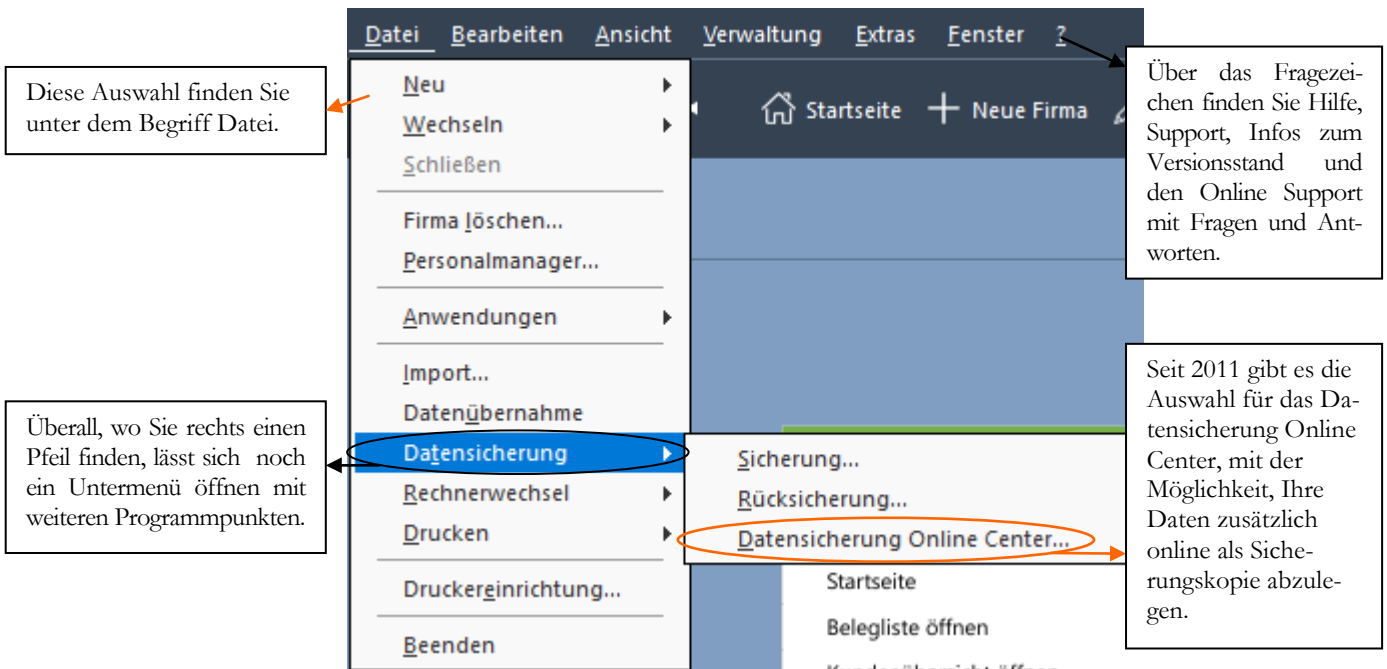 Datei Bearbeiten Ansicht Verwaltung Extras Fenster ?
Diese Auswahl finden Sie
unter dem Begriff Datei.
Neu
Wechseln
Schließen
Firma löschen...
Personalmanager...
Anwendungen
Import...
Datenübernahme
Datensicherung
Rechnerwechsel
Drucken
Druckereinrichtung...
Beenden
Startseite Neue Firma
Über das Fragezei-
chen finden Sie Hilfe,
Support, Infos zum
Versionsstand und
den Online Support
mit Fragen und Ant-
worten.
Überall, wo Sie rechts einen
Pfeil finden, lässt sich noch
ein Untermenü öffnen mit
weiteren Programmpunkten.
Sicherung...
Rücksicherung...
Datensicherung Online Center...
Startseite
Belegliste öffnen
Seit 2011 gibt es die
Auswahl für das Da-
tensicherung Online
Center, mit der
Möglichkeit, Ihre
Daten zusätzlich
online als Siche-
rungskopie abzule-
gen.